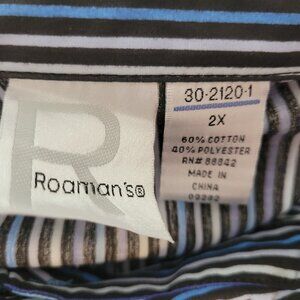 R
Roaman's®
30-2120-1
2X
60% COTTON
40% POLYESTER
RN# 88842
MADE IN
CHINA